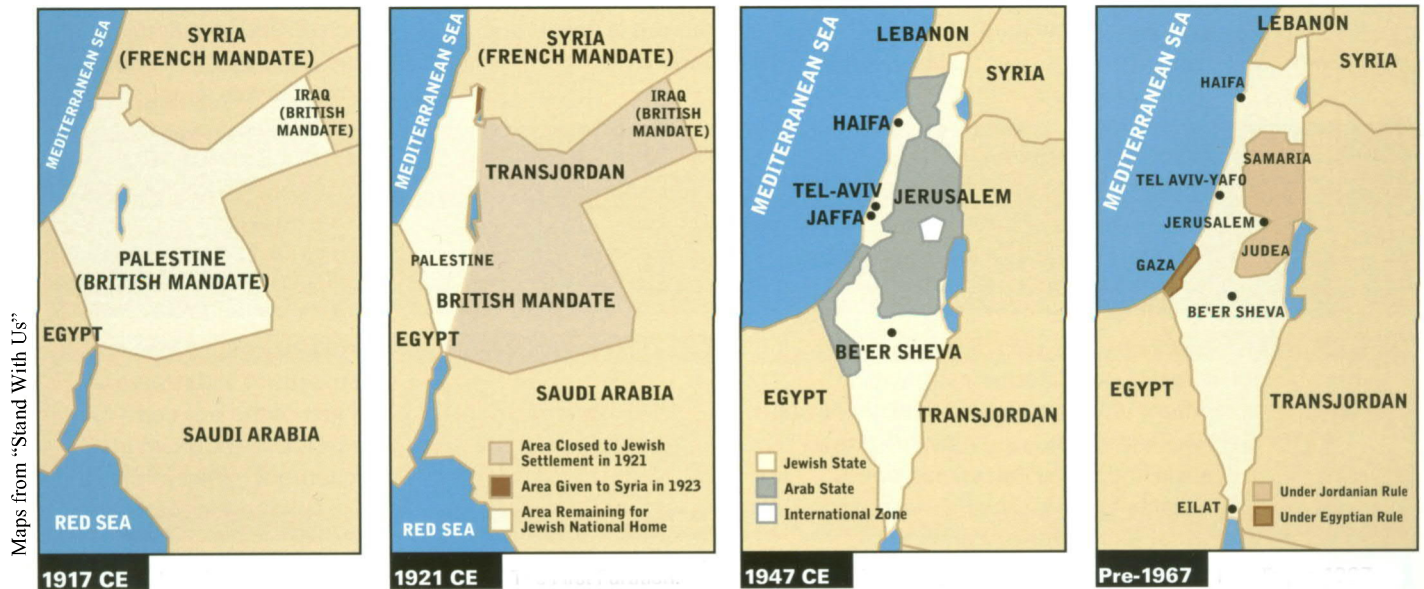 Maps from “Stand With Us”
MEDITERRANEAN SEA
SYRIA
(FRENCH MANDATE)
IRAQ
(BRITISH
MANDATE)
PALESTINE
(BRITISH MANDATE)
EGYPT
SAUDI ARABIA
RED SEA
1917 CE
MEDITERRANEAN SEA
SYRIA
(FRENCH MANDATE)
IRAQ
(BRITISH
MANDATE)
TRANSJORDAN
PALESTINE
BRITISH MANDATE
EGYPT
SAUDI ARABIA
Area Closed to Jewish
Settlement in 1921
Area Given to Syria in 1923
Area Remaining for
Jewish National Home
RED SEA
1921 CE
MEDITERRANEAN SEA
LEBANON
SYRIA
HAIFA
TEL-AVIV
JAFFA
JERUSALEM
BE'ER SHEVA
EGYPT
TRANSJORDAN
Jewish State
Arab State
International Zone
1947 CE
MEDITERRANEAN SEA
LEBANON
SYRIA
HAIFA
SAMARIA
TEL AVIV-YAFO
JERUSALEM
JUDEA
GAZA
BE'ER SHEVA
EGYPT
TRANSJORDAN
EILAT
Under Jordanian Rule
Under Egyptian Rule
Pre-1967